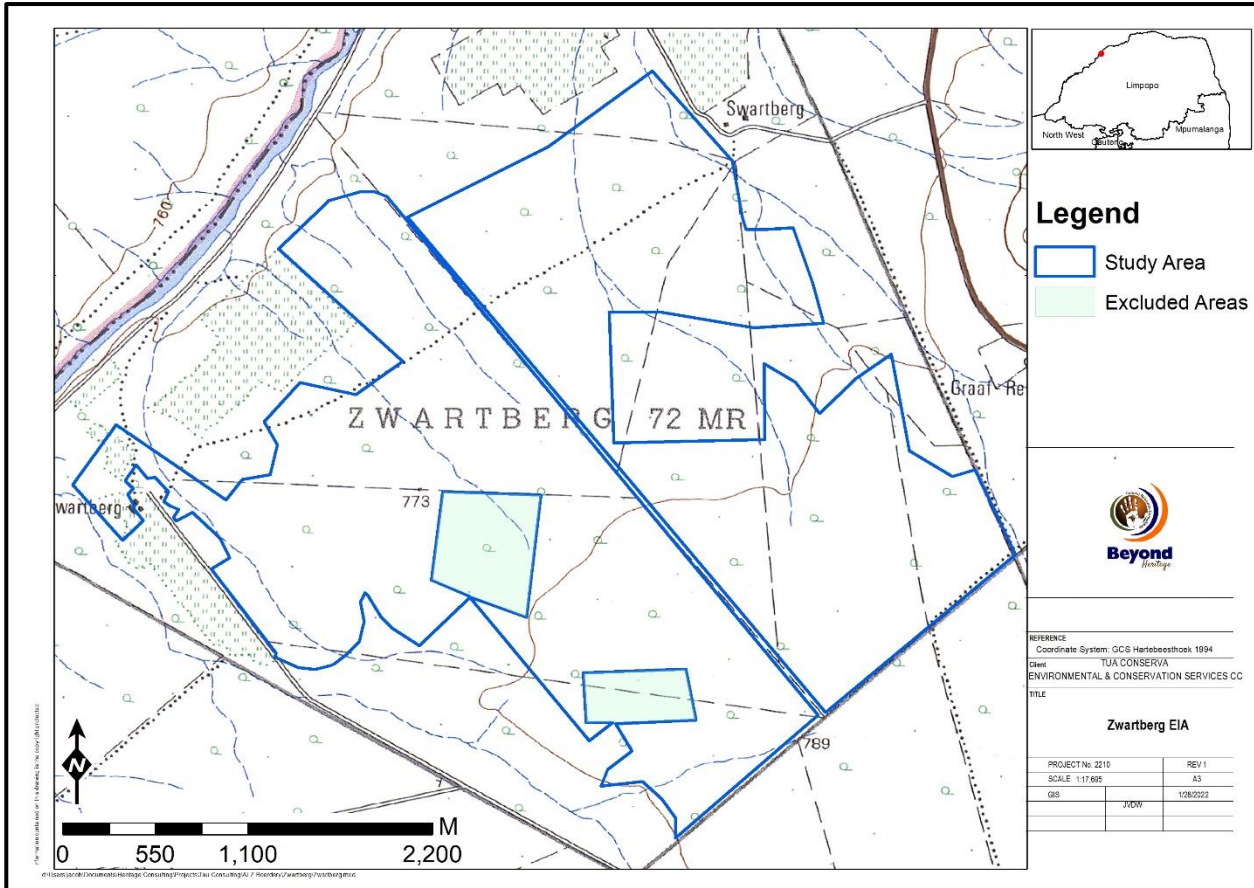 Swartberg
760
Graaf-Re
ZWARTBERG 72 MR
773
wartberg
789
7
N
M
0 550 1,100 2,200
Limpopo
North West
Mpumalanga
Gauteng
Legend
Study Area
Excluded Areas
Beyond
Heritage
REFERENCE
Coordinate System: GCS Hartebeesthoek 1994
Client TUA CONSERVA
ENVIRONMENTAL & CONSERVATION SERVICES CC
TITLE
Zwartberg EIA
PROJECT No. 2210 REV 1
SCALE 1:17,695 A3
GIS 1/28/2022
JVDW